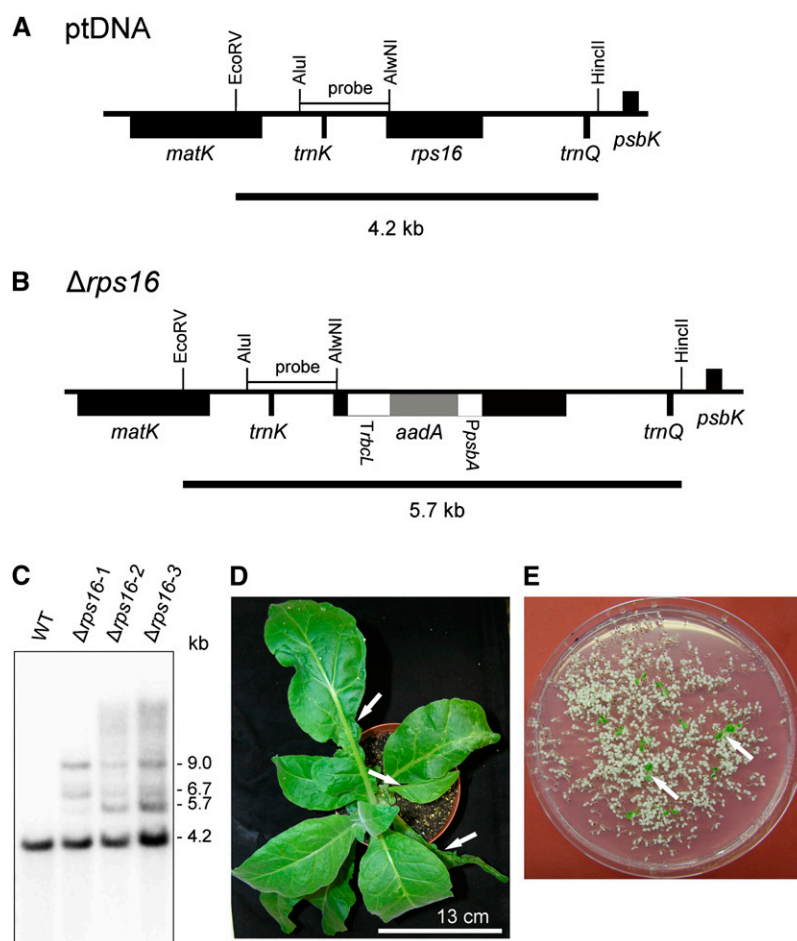 A ptDNA
EcoRV
AluI
AlwNI
HincII
probe
matK
trnK
rps16
trnQ
psbK
4.2 kb
B Δrps16
EcoRV
AluI
AlwNI
HincII
probe
matK
trnK
TrbcL
aadA
PpsbA
trnQ
psbK
5.7 kb
C
WT
Δrps16-1
Δrps16-2
Δrps16-3
kb
- 9.0
- 6.7
- 5.7
- 4.2
D
13 cm
E